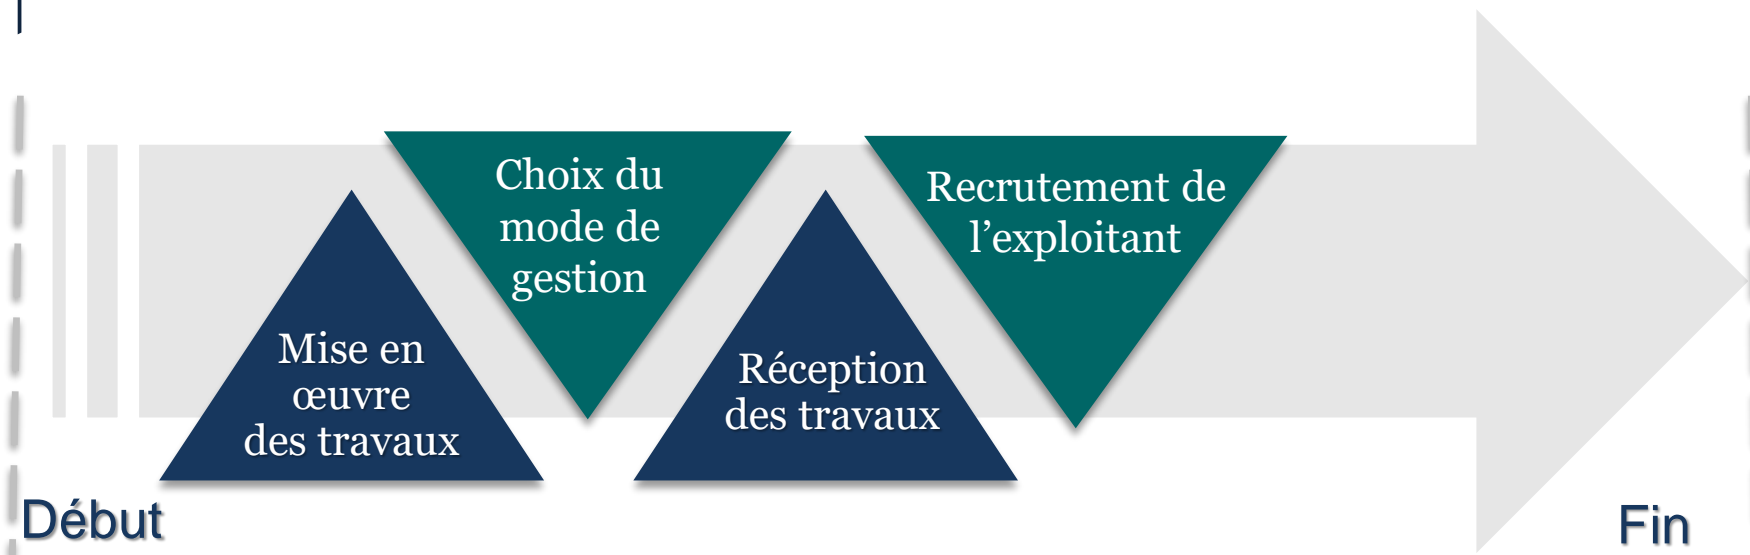 Mise en
œuvre
des travaux
Choix du
mode de
gestion
Réception
des travaux
Recrutement de
l’exploitant
Début
Fin